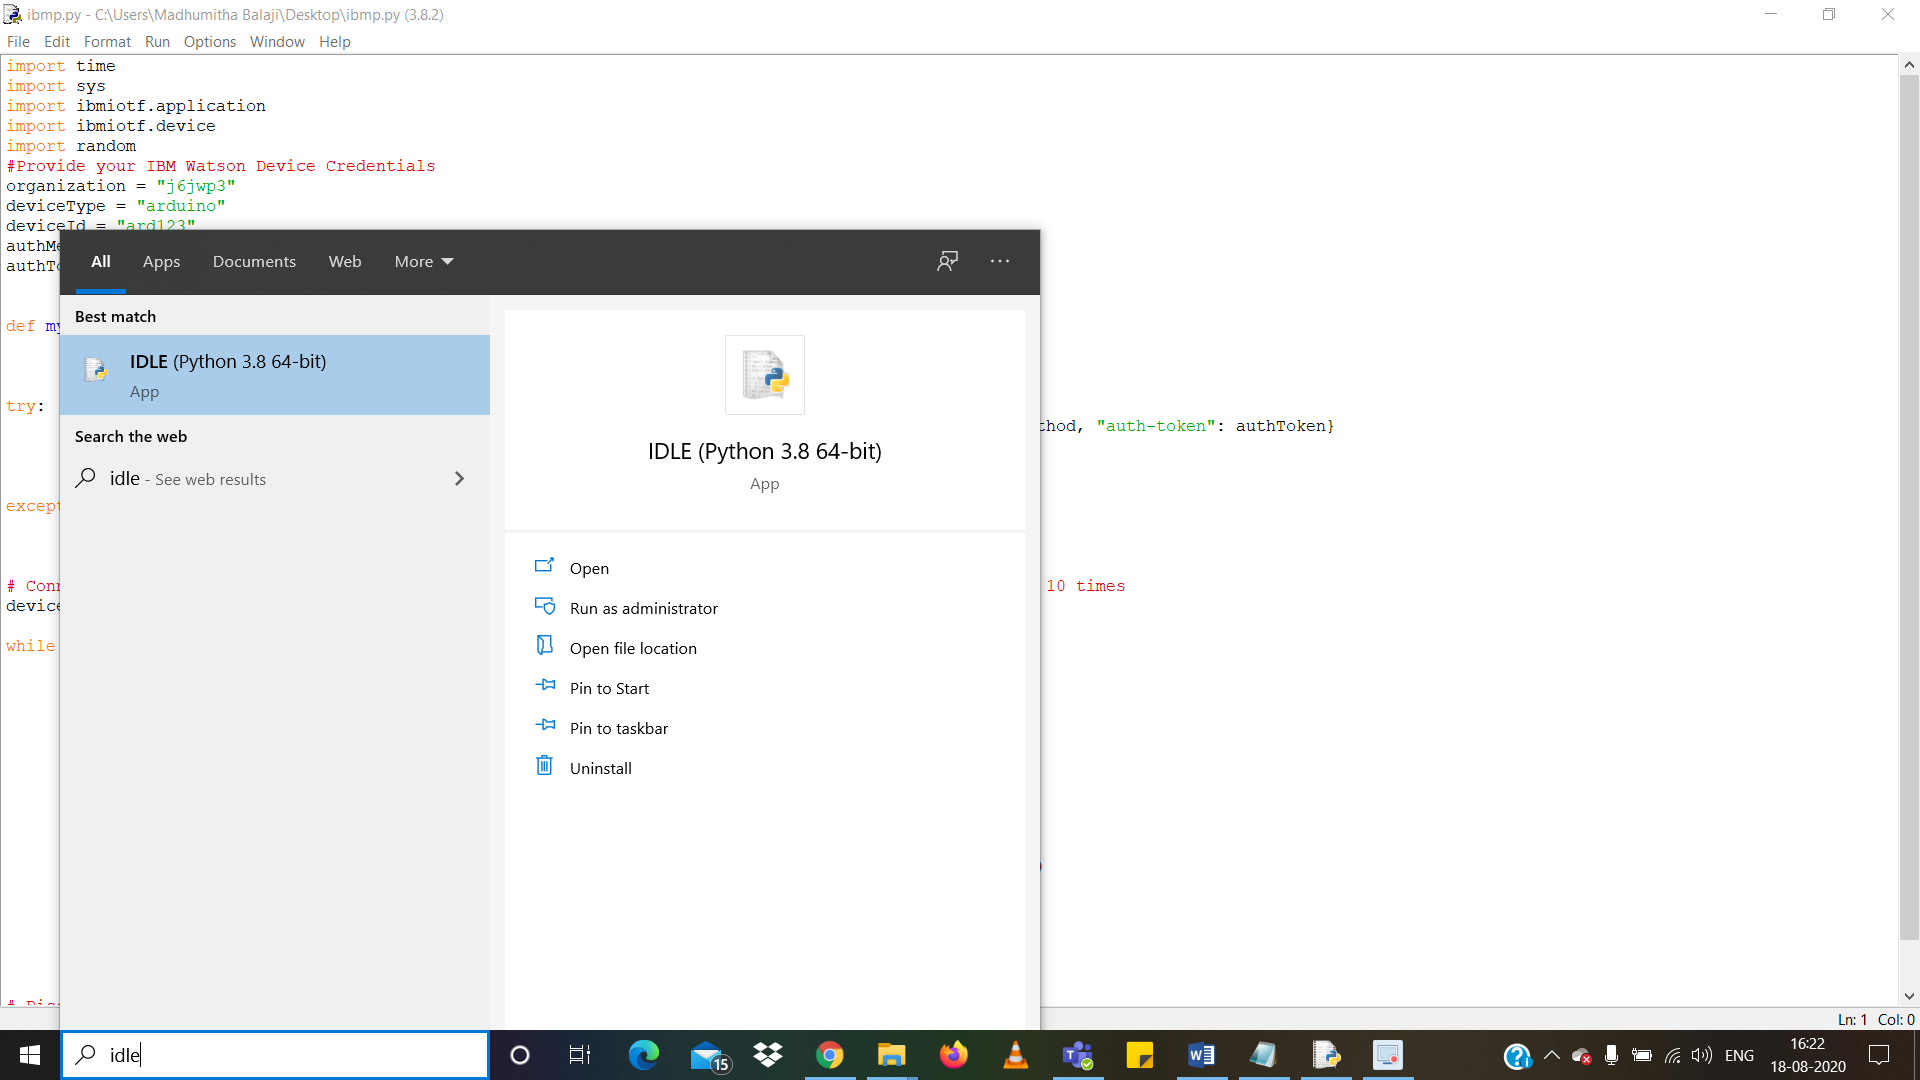 ibmp.py - C:\Users\Madhumitha Balaji\Desktop\ibmp.py (3.8.2)
File Edit Format Run Options Window Help
import time
import sys
import ibmiotf.application
import ibmiotf.device
import random
#Provide your IBM Watson Device Credentials
organization = "j6jwp3"
deviceType = "arduino"
deviceId = "ard123"
authMe
authTo
def my
try:
thod, "auth-token": authToken}
except
# Conn
10 times
device
while
# Dis
All Apps Documents Web More
Best match
IDLE (Python 3.8 64-bit)
App
Search the web
idle - See web results
IDLE (Python 3.8 64-bit)
App
Open
Run as administrator
Open file location
Pin to Start
Pin to taskbar
Uninstall
Ln: 1 Col: 0
idle
15
ENG
16:22
18-08-2020